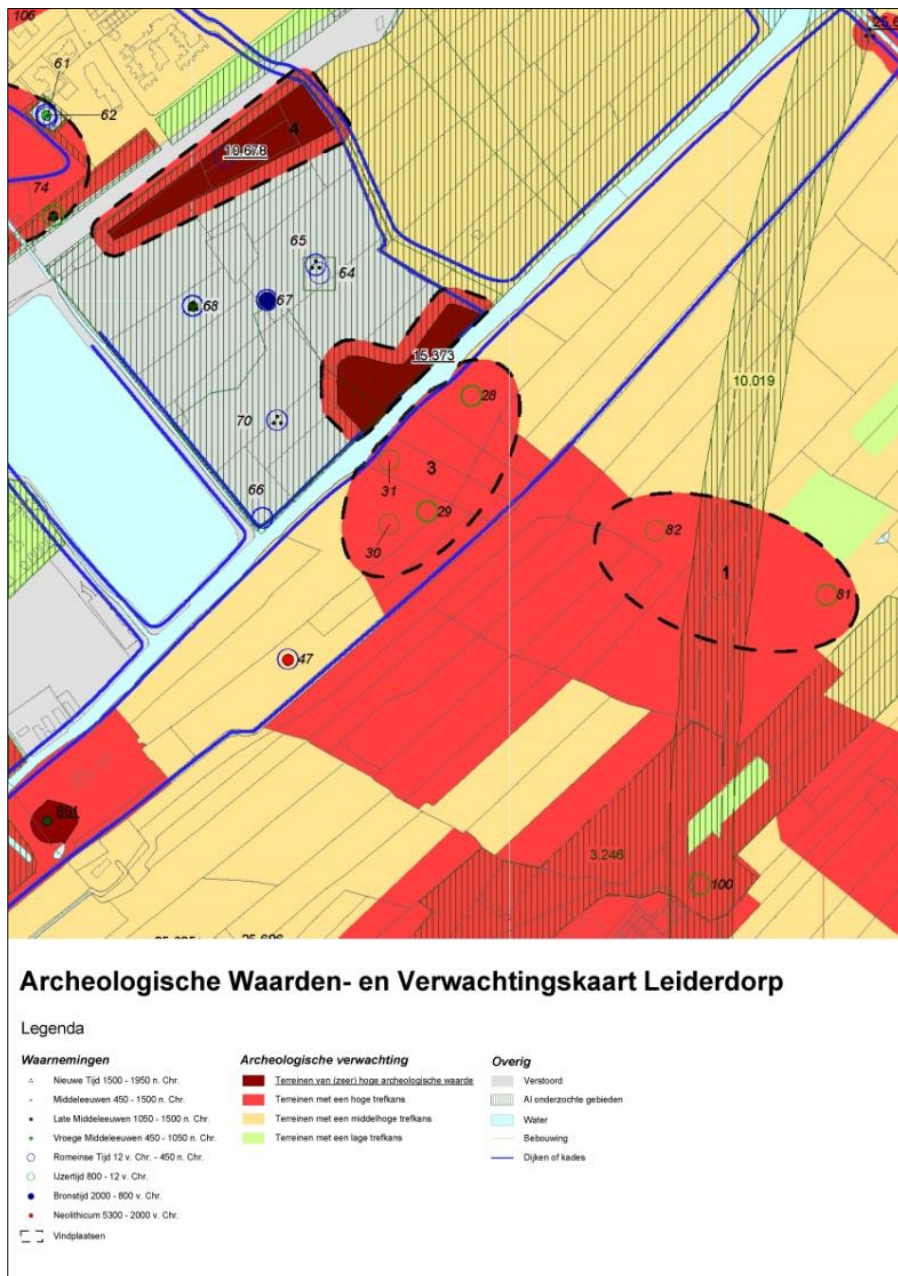 106
25.6
61
62
4
10.678
74
65
64
67
68
15.373
10.019
28
70
3
66
31
29
82
30
1
81
47
3.246
100
Archeologische Waarden- en Verwachtingskaart Leiderdorp
Legenda
Waarnemingen
Nieuwe Tijd 1500 - 1950 n. Chr.
Middeleeuwen 450 - 1500 n. Chr.
Late Middeleeuwen 1050 - 1500 n. Chr.
Vroege Middeleeuwen 450 - 1050 n. Chr.
Romeinse Tijd 12 v. Chr. - 450 n. Chr.
IJzertijd 800 - 12 v. Chr.
Bronstijd 2000 - 800 v. Chr.
Neolithicum 5300 - 2000 v. Chr.
Vindplaatsen
Archeologische verwachting
Terreinen van (zeer) hoge archeologische waarde
Terreinen met een hoge trefkans
Terreinen met een middelhoge trefkans
Terreinen met een lage trefkans
Overig
Verstoord
Al onderzochte gebieden
Water
Bebouwing
Dijken of kades